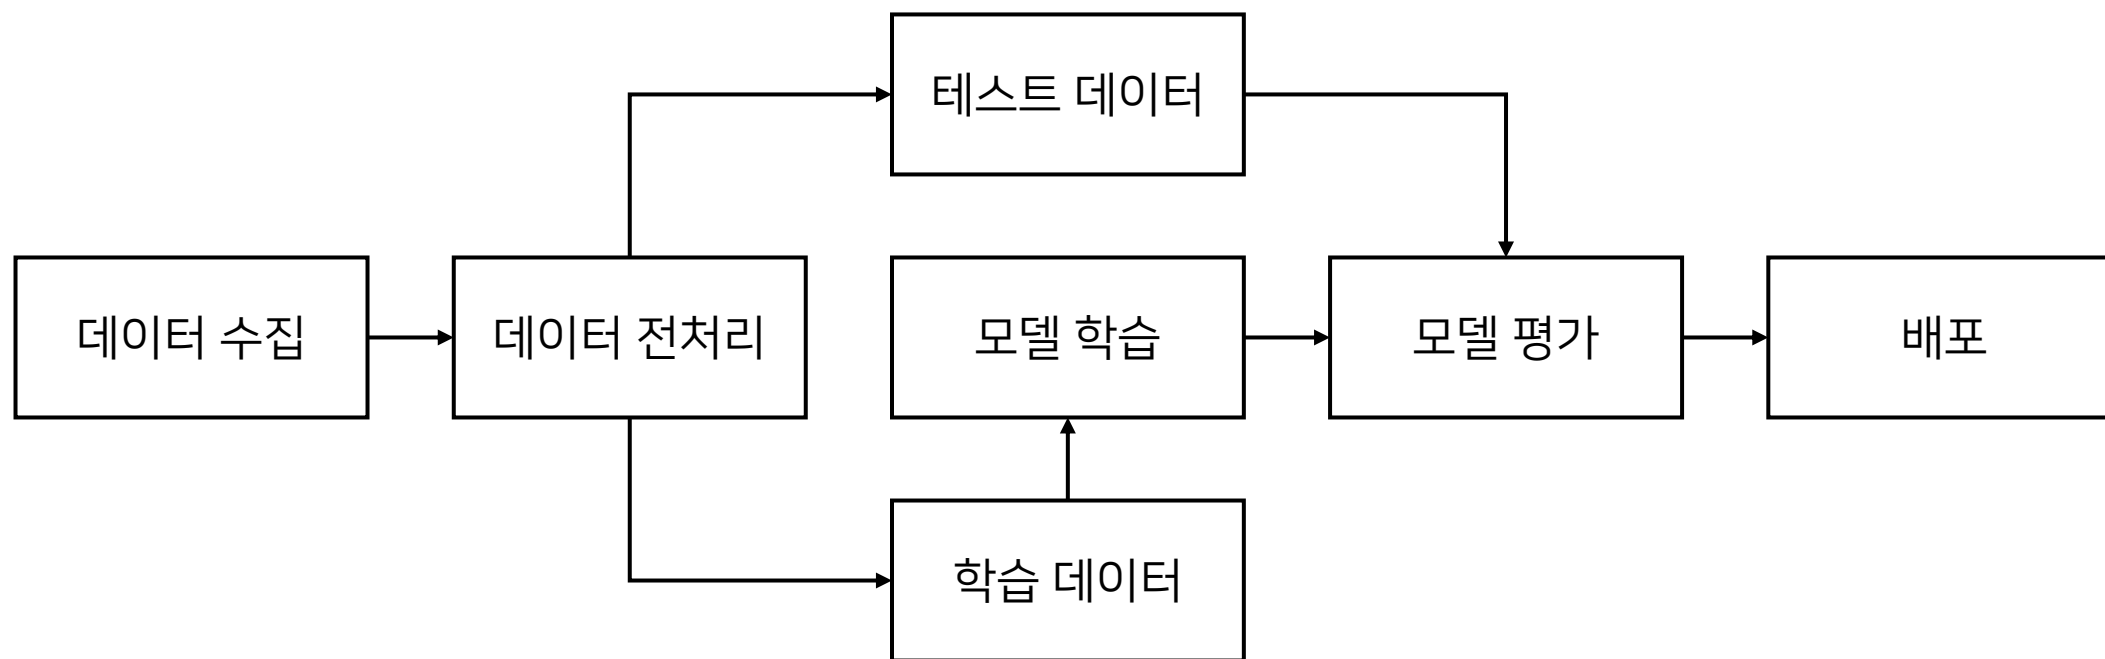 테스트 데이터
데이터 수집
데이터 전처리
모델 학습
모델 평가
배포
학습 데이터